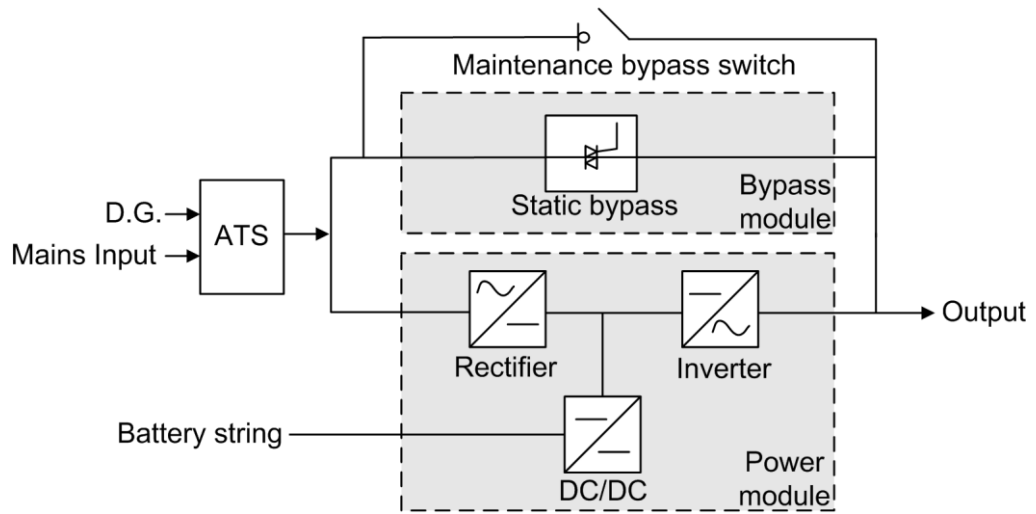 Maintenance bypass switch
Static bypass
Bypass
module
D.G.
Mains Input
ATS
Rectifier
Inverter
Output
Battery string
DC/DC
Power
module